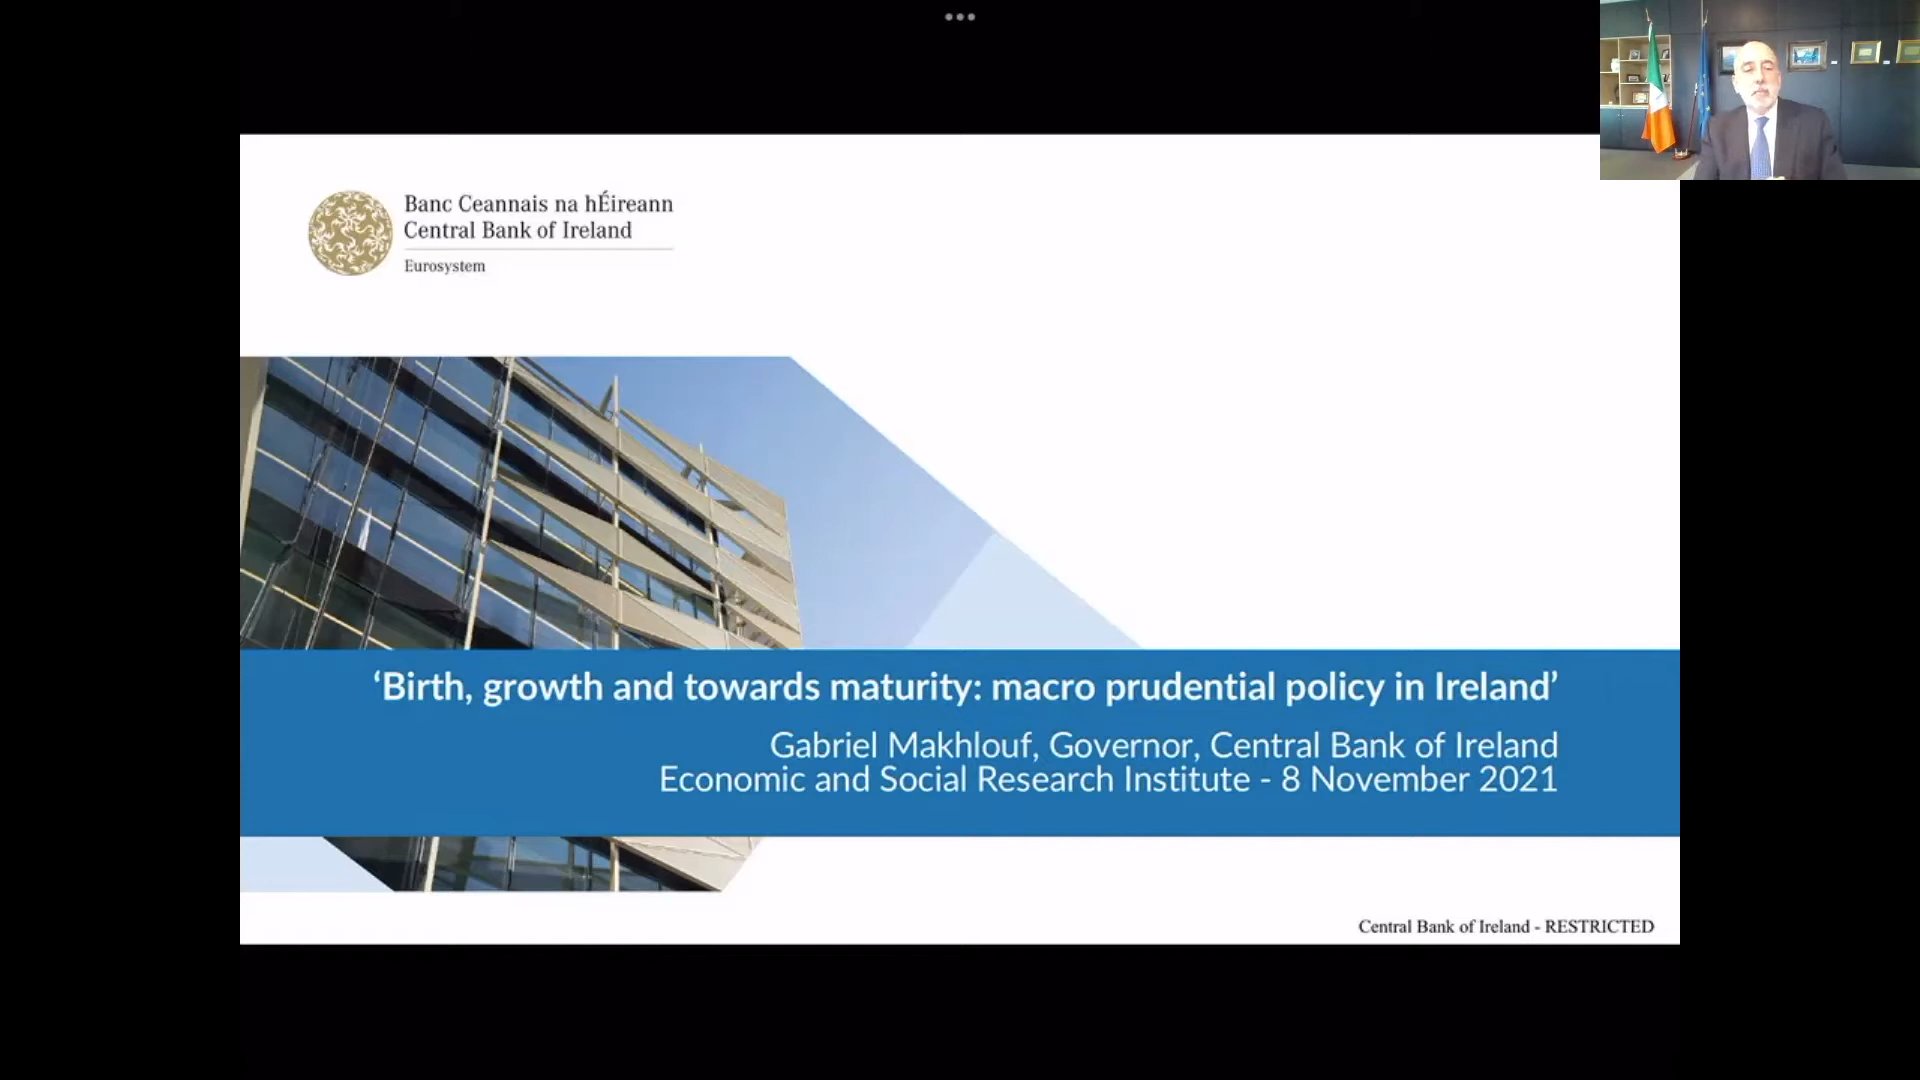 Banc Ceannais na hÉireann
Central Bank of Ireland
Eurosystem
‘Birth, growth and towards maturity: macro prudential policy in Ireland’
Gabriel Makhlouf, Governor, Central Bank of Ireland
Economic and Social Research Institute - 8 November 2021
Central Bank of Ireland - RESTRICTED